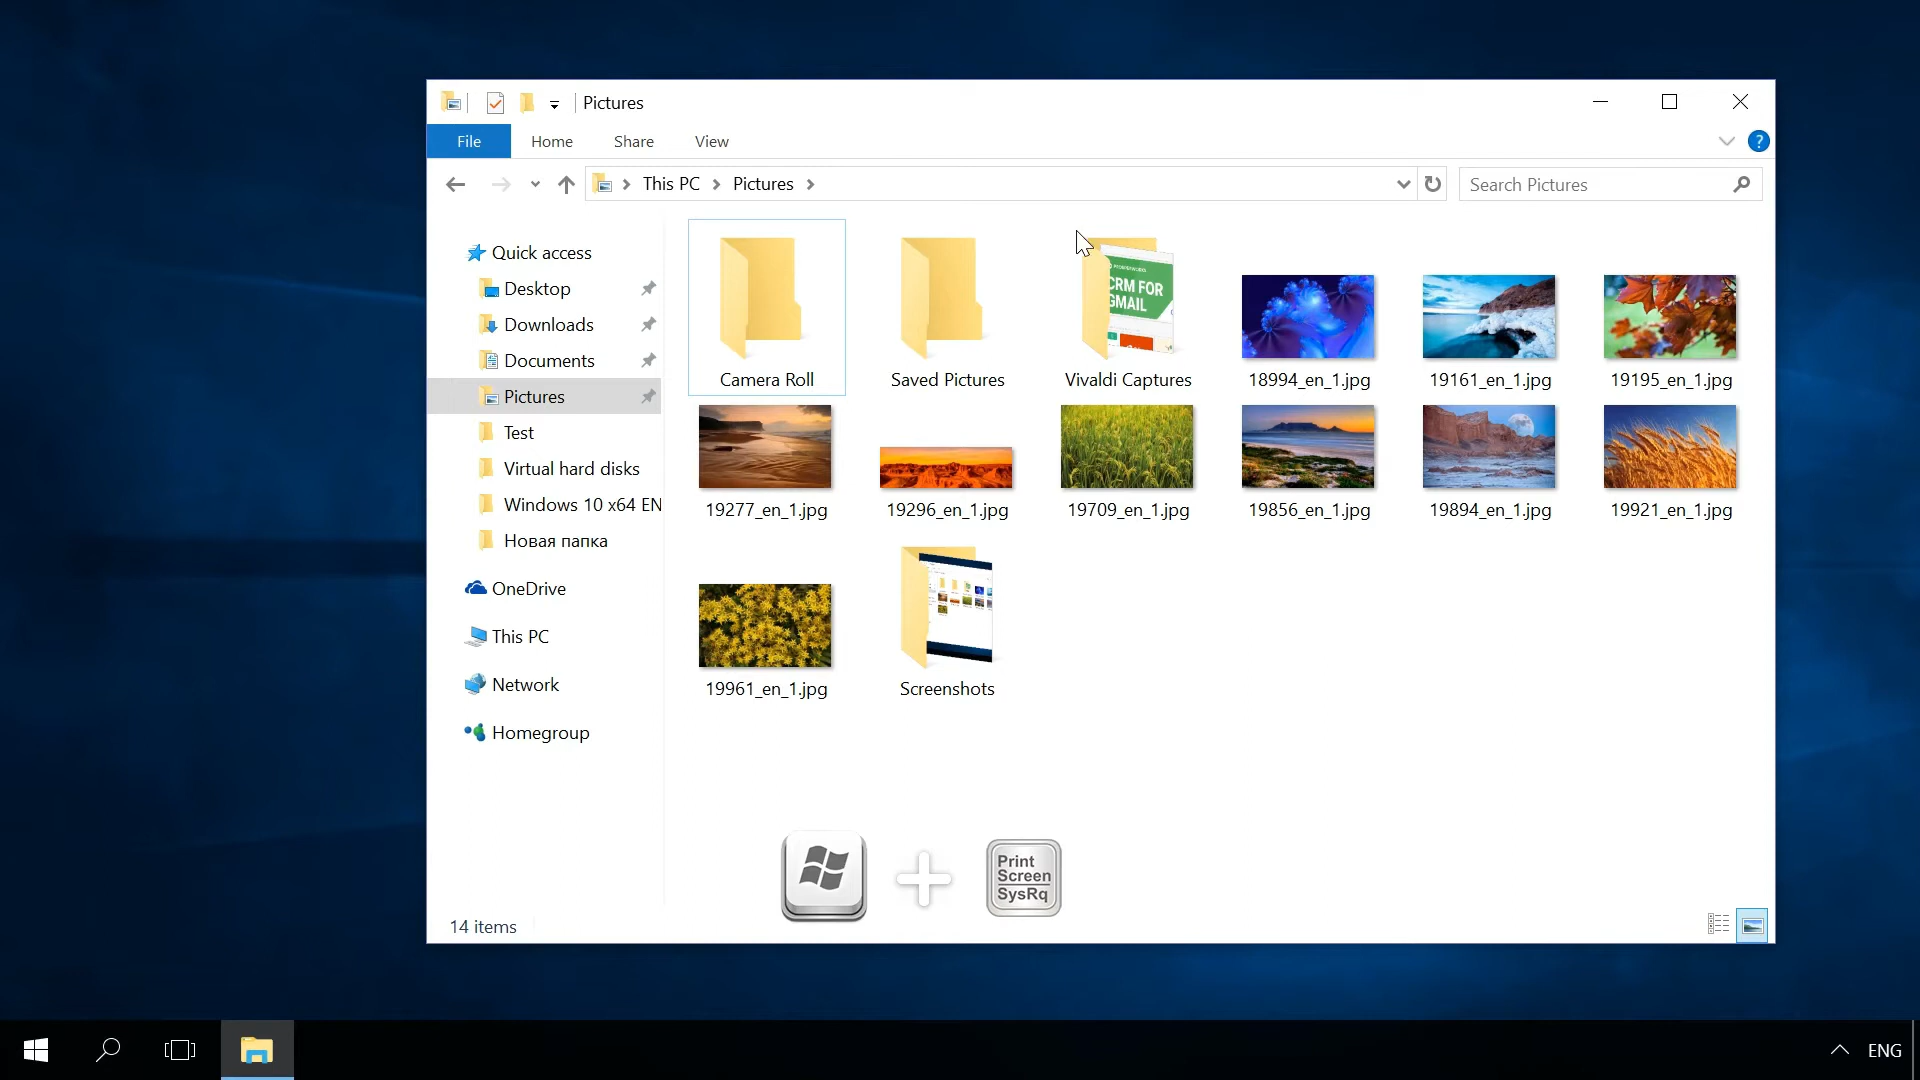 Pictures
File
Home
Share
View
?
This PC
Pictures
Search Pictures
Quick access
Desktop
Downloads
Documents
Pictures
Test
Virtual hard disks
Windows 10 x64 EN
Новая папка
OneDrive
This PC
Network
Homegroup
CRM FOR
GMAIL
Camera Roll
Saved Pictures
Vivaldi Captures
18994_en_1.jpg
19161_en_1.jpg
19195_en_1.jpg
19277_en_1.jpg
19296_en_1.jpg
19709_en_1.jpg
19856_en_1.jpg
19894_en_1.jpg
19921_en_1.jpg
19961_en_1.jpg
Screenshots
Print
Screen
SysRq
14 items
ENG